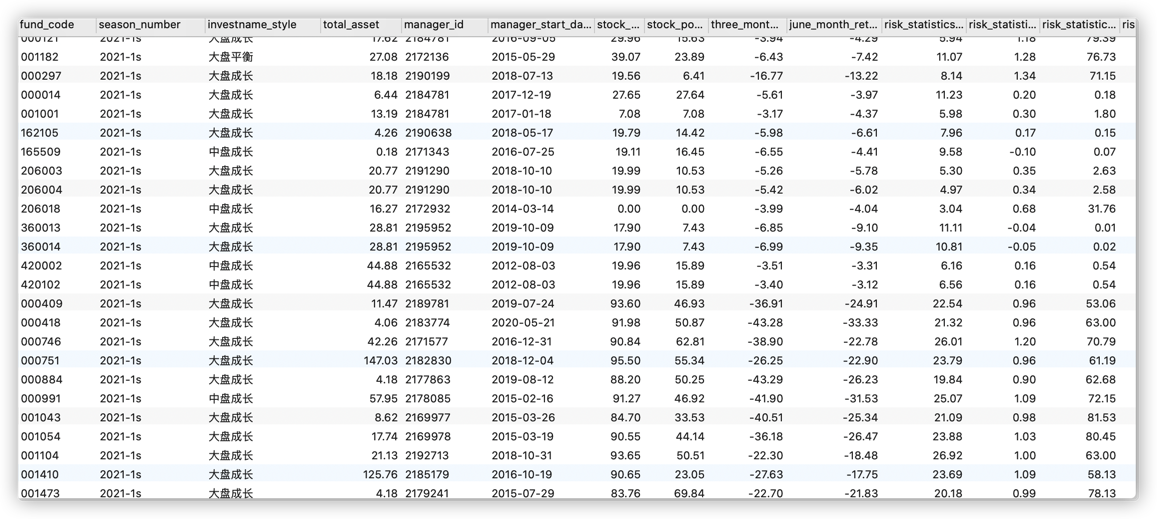 fund_code season_number investname_style total_asset manager_id manager_start_da... stock_... stock_po... three_mont... june_month_ret... risk_statistics... risk_statisti... risk_statistic... ris
000121 2021-1s 大盘成长 17.62 2184781 2016-09-05 29.96 15.63 -3.94 -4.29 5.94 1.18 79.39
001182 2021-1s 大盘平衡 27.08 2172136 2015-05-29 39.07 23.89 -6.43 -7.42 11.07 1.28 76.73
000297 2021-1s 大盘成长 18.18 2190199 2018-07-13 19.56 6.41 -16.77 -13.22 8.14 1.34 71.15
000014 2021-1s 大盘成长 6.44 2184781 2017-12-19 27.65 27.64 -5.61 -3.97 11.23 0.20 0.18
001001 2021-1s 大盘成长 13.19 2184781 2017-01-18 7.08 7.08 -3.17 -4.37 5.98 0.30 1.80
162105 2021-1s 大盘成长 4.26 2190638 2018-05-17 19.79 14.42 -5.98 -6.61 7.96 0.17 0.15
165509 2021-1s 中盘成长 0.18 2171343 2016-07-25 19.11 16.45 -6.55 -4.41 9.58 -0.10 0.07
206003 2021-1s 大盘成长 20.77 2191290 2018-10-10 19.99 10.53 -5.26 -5.78 5.30 0.35 2.63
206004 2021-1s 大盘成长 20.77 2191290 2018-10-10 19.99 10.53 -5.42 -6.02 4.97 0.34 2.58
206018 2021-1s 中盘成长 16.27 2172932 2014-03-14 0.00 0.00 -3.99 -4.04 3.04 0.68 31.76
360013 2021-1s 大盘成长 28.81 2195952 2019-10-09 17.90 7.43 -6.85 -9.10 11.11 -0.04 0.01
360014 2021-1s 大盘成长 28.81 2195952 2019-10-09 17.90 7.43 -6.99 -9.35 10.81 -0.05 0.02
420002 2021-1s 中盘成长 44.88 2165532 2012-08-03 19.96 15.89 -3.51 -3.31 6.16 0.16 0.54
420102 2021-1s 中盘成长 44.88 2165532 2012-08-03 19.96 15.89 -3.40 -3.12 6.56 0.16 0.54
000409 2021-1s 大盘成长 11.47 2189781 2019-07-24 93.60 46.93 -36.91 -24.91 22.54 0.96 53.06
000418 2021-1s 大盘成长 4.06 2183774 2020-05-21 91.98 50.87 -43.28 -33.33 21.32 0.96 63.00
000746 2021-1s 大盘成长 42.26 2171577 2016-12-31 90.84 62.81 -38.90 -22.78 26.01 1.20 70.79
000751 2021-1s 大盘成长 147.03 2182830 2018-12-04 95.50 55.34 -26.25 -22.90 23.79 0.96 61.19
000884 2021-1s 大盘成长 4.18 2177863 2019-08-12 88.20 50.25 -43.29 -26.23 19.84 0.90 62.68
000991 2021-1s 中盘成长 57.95 2178085 2015-02-16 91.27 46.92 -41.90 -31.53 25.07 1.09 72.15
001043 2021-1s 大盘成长 8.62 2169977 2015-03-26 84.70 33.53 -40.51 -25.34 21.09 0.98 81.53
001054 2021-1s 大盘成长 17.74 2169978 2015-03-19 90.55 44.14 -36.18 -26.47 23.88 1.03 80.45
001104 2021-1s 大盘成长 21.13 2192713 2018-10-31 93.65 50.51 -22.30 -18.48 26.92 1.00 63.00
001410 2021-1s 大盘成长 125.76 2185179 2016-10-19 90.65 23.05 -27.63 -17.75 23.69 1.09 58.13
001473 2021-1s 大盘成长 4.18 2179241 2015-07-29 83.76 69.84 -22.70 -21.83 20.18 0.99 78.13